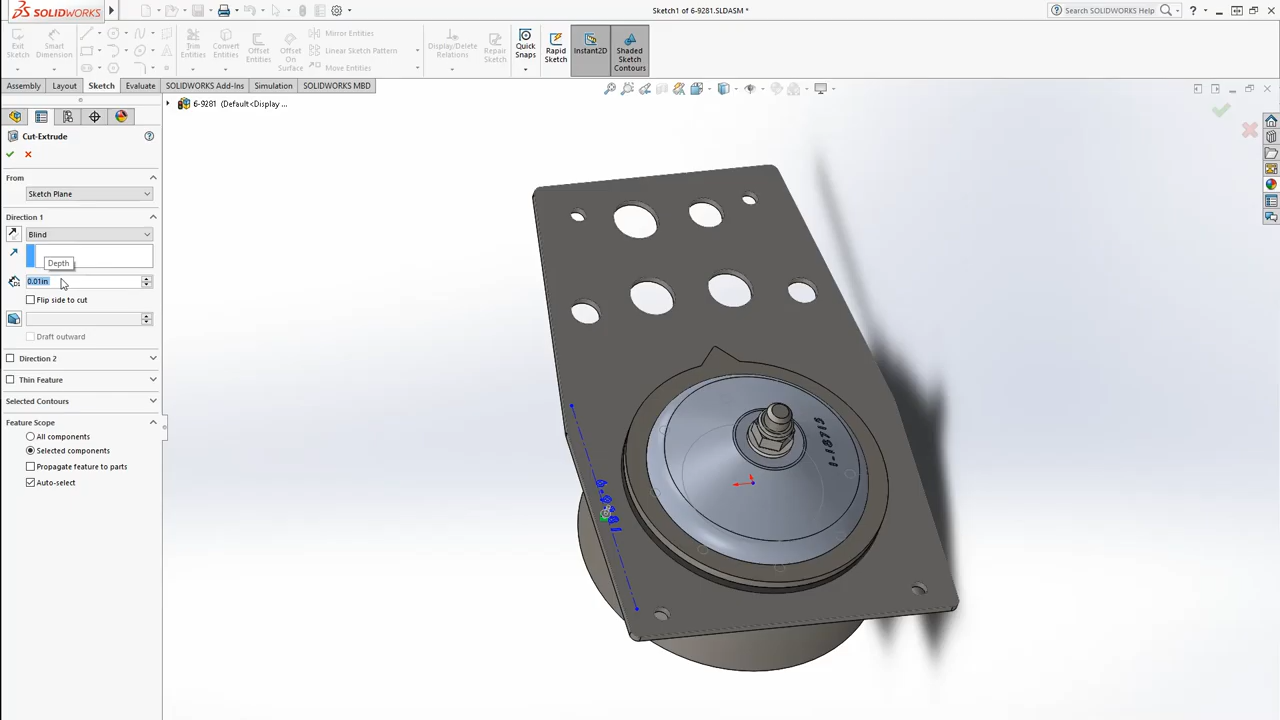 SOLIDWORKS
Sketch1 of 6-9281.SLDASM *
Search SOLIDWORKS Help
Exit Sketch
Smart Dimension
Trim Entities
Convert Entities
Offset Entities
Offset On Surface
Mirror Entities
Linear Sketch Pattern
Move Entities
Display/Delete Relations
Repair Sketch
Quick Snaps
Rapid Sketch
Instant2D
Shaded Sketch Contours
Assembly Layout Sketch Evaluate SOLIDWORKS Add-Ins Simulation SOLIDWORKS MBD
6-9281 (Default<Display ...
Cut-Extrude
From
Sketch Plane
Direction 1
Blind
Depth
0.01in
Flip side to cut
Draft outward
Direction 2
Thin Feature
Selected Contours
Feature Scope
All components
Selected components
Propagate feature to parts
Auto-select
1-18715
6-9281